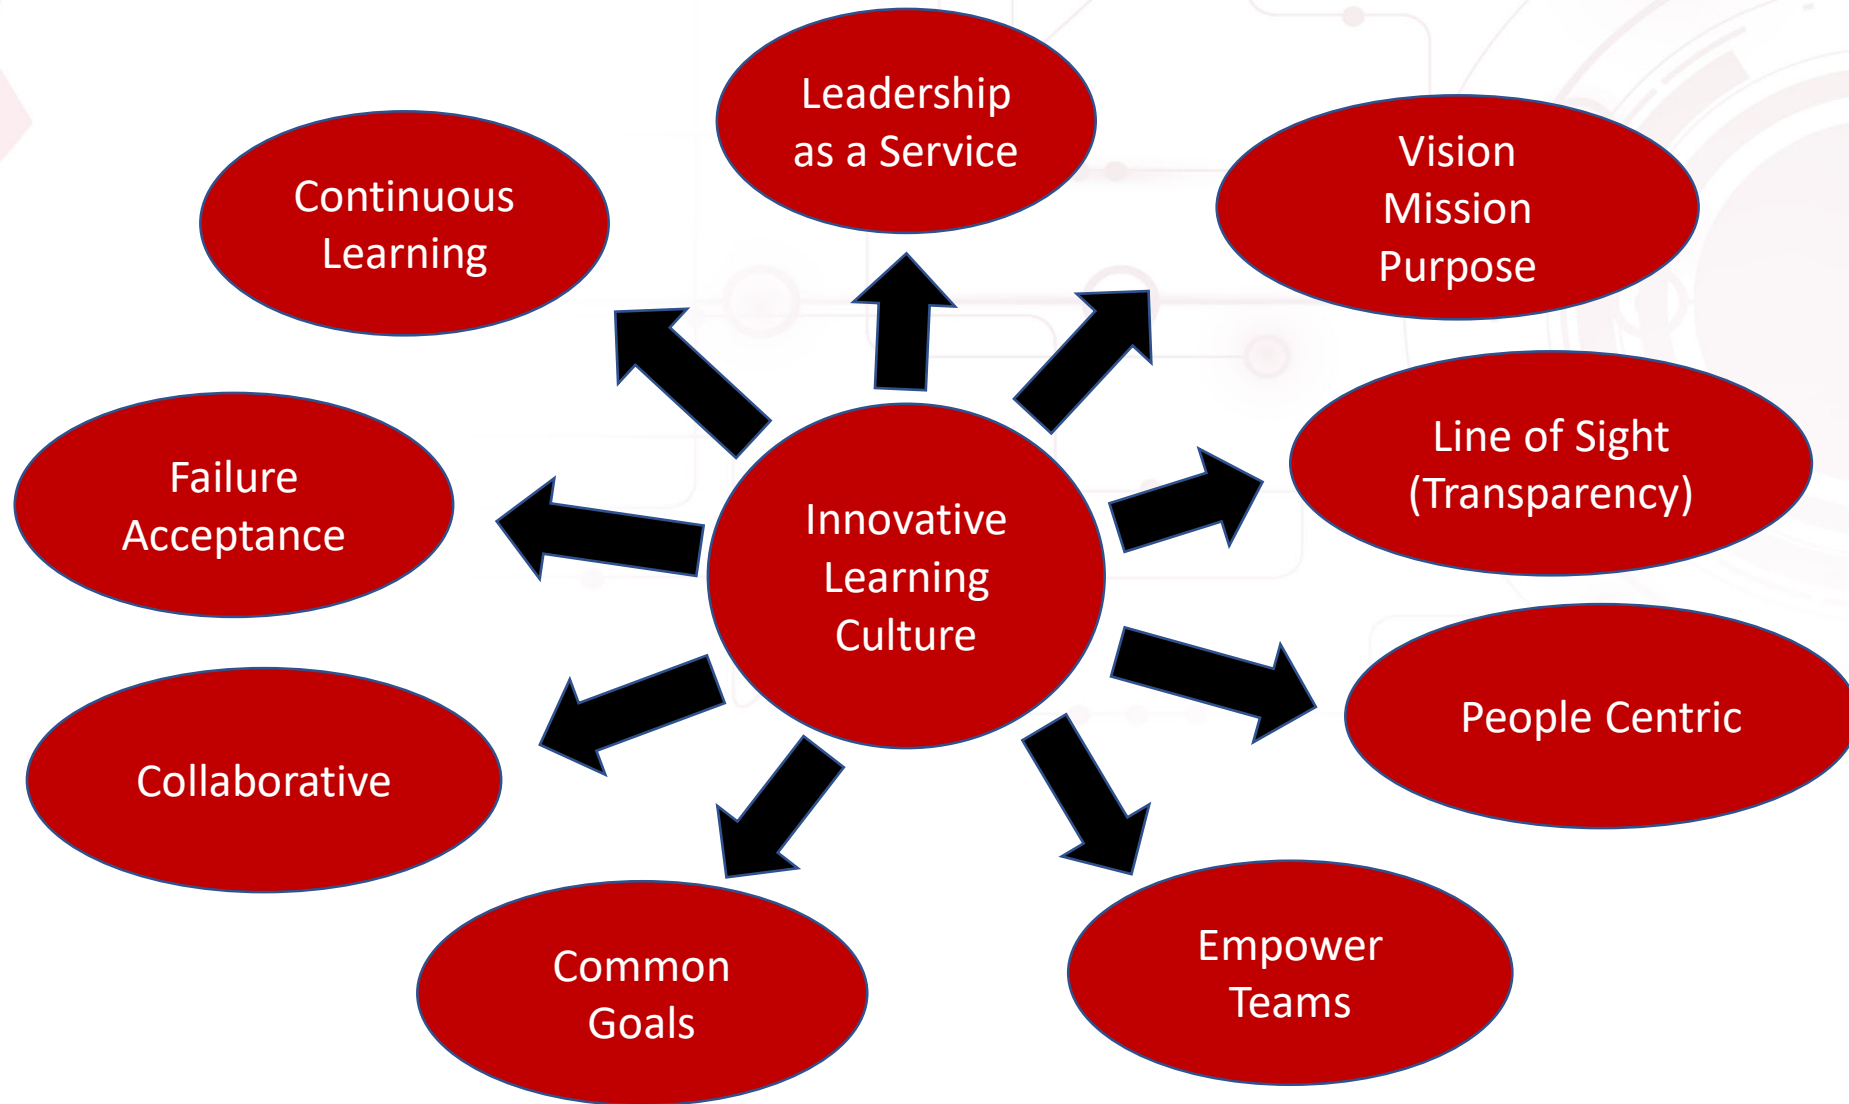 Leadership
as a Service
Vision
Mission
Purpose
Continuous
Learning
Line of Sight
(Transparency)
Failure
Acceptance
Innovative
Learning
Culture
People Centric
Collaborative
Empower
Teams
Common
Goals